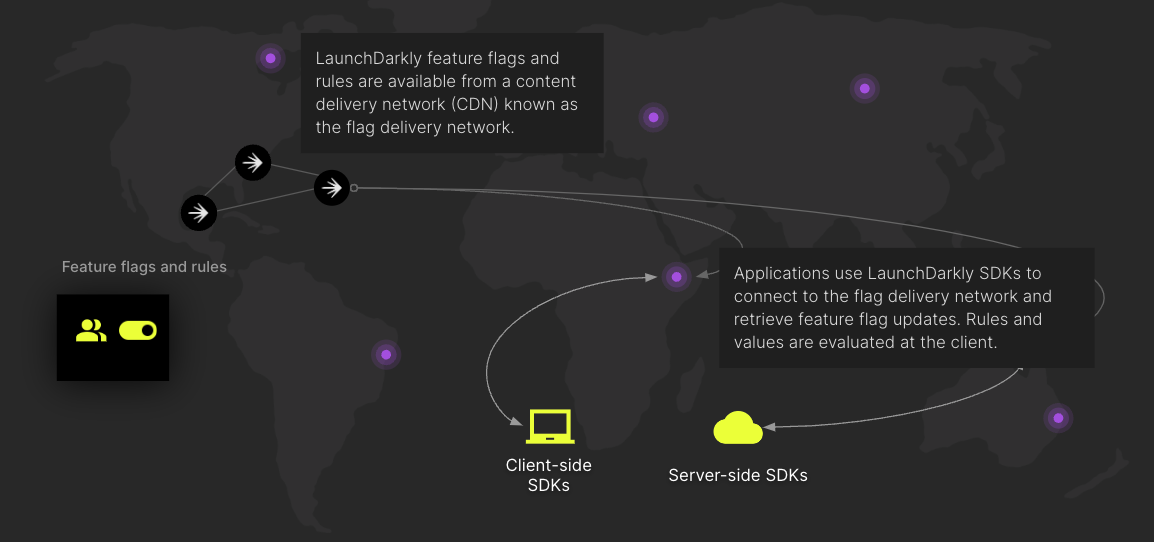 LaunchDarkly feature flags and
rules are available from a content
delivery network (CDN) known as
the flag delivery network.
Feature flags and rules
Applications use LaunchDarkly SDKs to
connect to the flag delivery network and
retrieve feature flag updates. Rules and
values are evaluated at the client.
Client-side
SDKs
Server-side SDKs